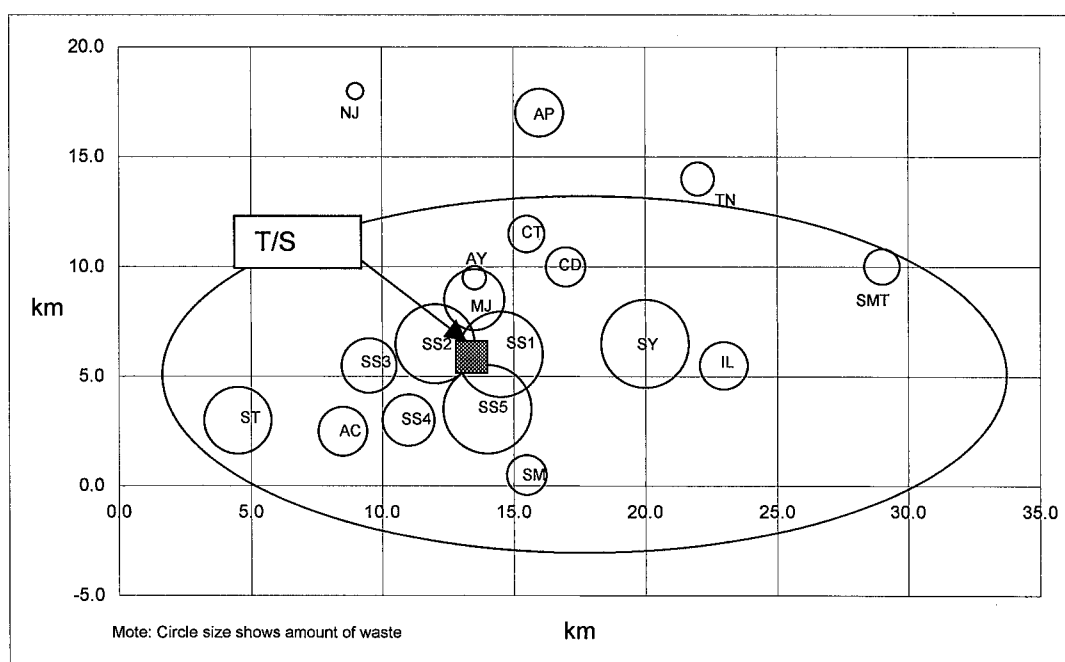 20.0
NJ
AP
15.0
TN
T/S
CT
10.0
AY
CD
km
MJ
SMT
SS2
SS1
SY
SS3
IL
5.0
ST
SS4
SS5
AC
SM
0.0
0.0 5.0 10.0 15.0 20.0 25.0 30.0 35.0
-5.0
Mote: Circle size shows amount of waste
km